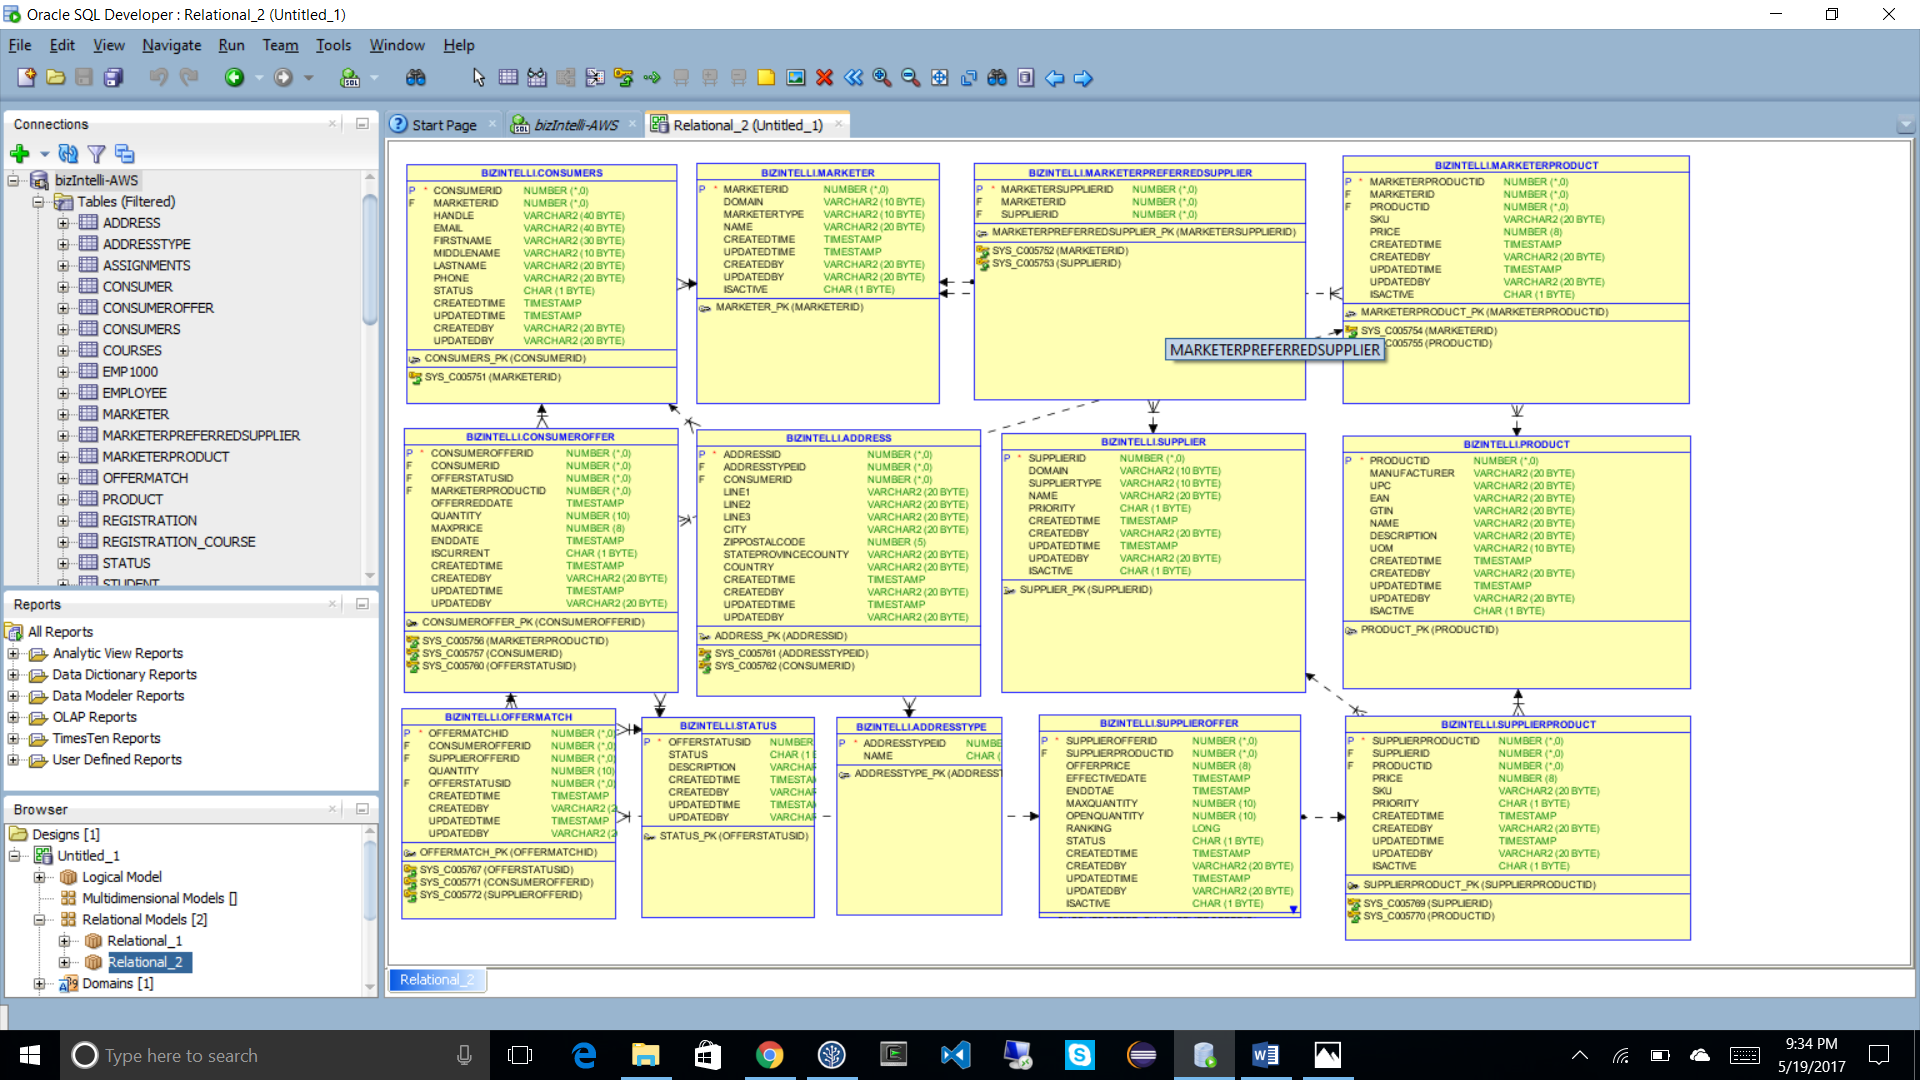 Oracle SQL Developer : Relational_2 (Untitled_1)
File Edit View Navigate Run Team Tools Window Help
Connections
bizIntelli-AWS
Tables (Filtered)
ADDRESS
ADDRESSTYPE
ASSIGNMENTS
CONSUMER
CONSUMEROFFER
CONSUMERS
COURSES
EMP1000
EMPLOYEE
MARKETER
MARKETERPREFERREDSUPPLIER
MARKETERPRODUCT
OFFERMATCH
PRODUCT
REGISTRATION
REGISTRATION_COURSE
STATUS
STUDENT
Reports
All Reports
Analytic View Reports
Data Dictionary Reports
Data Modeler Reports
OLAP Reports
TimesTen Reports
User Defined Reports
Browser
Designs [1]
Untitled_1
Logical Model
Multidimensional Models []
Relational Models [2]
Relational_1
Relational_2
Domains [1]
Start Page bizIntelli-AWS Relational_2 (Untitled_1)
BIZINTELLI.CONSUMERS
P * CONSUMERID NUMBER (*,0)
F MARKETERID NUMBER (*,0)
HANDLE VARCHAR2 (40 BYTE)
EMAIL VARCHAR2 (40 BYTE)
FIRSTNAME VARCHAR2 (30 BYTE)
MIDDLENAME VARCHAR2 (10 BYTE)
LASTNAME VARCHAR2 (20 BYTE)
PHONE VARCHAR2 (20 BYTE)
STATUS CHAR (1 BYTE)
CREATEDTIME TIMESTAMP
UPDATEDTIME TIMESTAMP
CREATEDBY VARCHAR2 (20 BYTE)
UPDATEDBY VARCHAR2 (20 BYTE)
CONSUMERS_PK (CONSUMERID)
SYS_C005751 (MARKETERID)
BIZINTELLI.MARKETER
P * MARKETERID NUMBER (*,0)
DOMAIN VARCHAR2 (10 BYTE)
MARKETERTYPE VARCHAR2 (10 BYTE)
NAME VARCHAR2 (20 BYTE)
CREATEDTIME TIMESTAMP
UPDATEDTIME TIMESTAMP
CREATEDBY VARCHAR2 (20 BYTE)
UPDATEDBY VARCHAR2 (20 BYTE)
ISACTIVE CHAR (1 BYTE)
MARKETER_PK (MARKETERID)
BIZINTELLI.MARKETERPREFERREDSUPPLIER
P * MARKETERSUPPLIERID NUMBER (*,0)
F MARKETERID NUMBER (*,0)
F SUPPLIERID NUMBER (*,0)
MARKETERPREFERREDSUPPLIER_PK (MARKETERSUPPLIERID)
SYS_C005752 (MARKETERID)
SYS_C005753 (SUPPLIERID)
MARKETERPREFERREDSUPPLIER
BIZINTELLI.MARKETERPRODUCT
P * MARKETERPRODUCTID NUMBER (*,0)
F MARKETERID NUMBER (*,0)
F PRODUCTID NUMBER (*,0)
SKU VARCHAR2 (20 BYTE)
PRICE NUMBER (8)
CREATEDTIME TIMESTAMP
CREATEDBY VARCHAR2 (20 BYTE)
UPDATEDTIME TIMESTAMP
UPDATEDBY VARCHAR2 (20 BYTE)
ISACTIVE CHAR (1 BYTE)
MARKETERPRODUCT_PK (MARKETERPRODUCTID)
SYS_C005754 (MARKETERID)
C005755 (PRODUCTID)
BIZINTELLI.CONSUMEROFFER
P * CONSUMEROFFERID NUMBER (*,0)
F CONSUMERID NUMBER (*,0)
F OFFERSTATUSID NUMBER (*,0)
F MARKETERPRODUCTID NUMBER (*,0)
OFFERREDDATE TIMESTAMP
QUANTITY NUMBER (10)
MAXPRICE NUMBER (8)
ENDDATE TIMESTAMP
ISCURRENT CHAR (1 BYTE)
CREATEDTIME TIMESTAMP
CREATEDBY VARCHAR2 (20 BYTE)
UPDATEDTIME TIMESTAMP
UPDATEDBY VARCHAR2 (20 BYTE)
CONSUMEROFFER_PK (CONSUMEROFFERID)
SYS_C005756 (MARKETERPRODUCTID)
SYS_C005757 (CONSUMERID)
SYS_C005760 (OFFERSTATUSID)
BIZINTELLI.ADDRESS
P * ADDRESSID NUMBER (*,0)
F ADDRESSTYPEID NUMBER (*,0)
F CONSUMERID NUMBER (*,0)
LINE1 VARCHAR2 (20 BYTE)
LINE2 VARCHAR2 (20 BYTE)
LINE3 VARCHAR2 (20 BYTE)
CITY VARCHAR2 (20 BYTE)
ZIPPOSTALCODE NUMBER (5)
STATEPROVINCECOUNTY VARCHAR2 (20 BYTE)
COUNTRY VARCHAR2 (20 BYTE)
CREATEDTIME TIMESTAMP
CREATEDBY VARCHAR2 (20 BYTE)
UPDATEDTIME TIMESTAMP
UPDATEDBY VARCHAR2 (20 BYTE)
ADDRESS_PK (ADDRESSID)
SYS_C005761 (ADDRESSTYPEID)
SYS_C005762 (CONSUMERID)
BIZINTELLI.SUPPLIER
P * SUPPLIERID NUMBER (*,0)
DOMAIN VARCHAR2 (10 BYTE)
SUPPLIERTYPE VARCHAR2 (10 BYTE)
NAME VARCHAR2 (20 BYTE)
PRIORITY CHAR (1 BYTE)
CREATEDTIME TIMESTAMP
CREATEDBY VARCHAR2 (20 BYTE)
UPDATEDTIME TIMESTAMP
UPDATEDBY VARCHAR2 (20 BYTE)
ISACTIVE CHAR (1 BYTE)
SUPPLIER_PK (SUPPLIERID)
BIZINTELLI.PRODUCT
P * PRODUCTID NUMBER (*,0)
MANUFACTURER VARCHAR2 (20 BYTE)
UPC VARCHAR2 (20 BYTE)
EAN VARCHAR2 (20 BYTE)
GTIN VARCHAR2 (20 BYTE)
NAME VARCHAR2 (20 BYTE)
DESCRIPTION VARCHAR2 (20 BYTE)
UOM VARCHAR2 (10 BYTE)
CREATEDTIME TIMESTAMP
CREATEDBY VARCHAR2 (20 BYTE)
UPDATEDTIME TIMESTAMP
UPDATEDBY VARCHAR2 (20 BYTE)
ISACTIVE CHAR (1 BYTE)
PRODUCT_PK (PRODUCTID)
BIZINTELLI.OFFERMATCH
P * OFFERMATCHID NUMBER (*,0)
F CONSUMEROFFERID NUMBER (*,0)
F SUPPLIEROFFERID NUMBER (*,0)
QUANTITY NUMBER (10)
F OFFERSTATUSID NUMBER (*,0)
CREATEDTIME TIMESTAMP
CREATEDBY VARCHAR2 (2
UPDATEDTIME TIMESTAMP
UPDATEDBY VARCHAR2 (2
OFFERMATCH_PK (OFFERMATCHID)
SYS_C005767 (OFFERSTATUSID)
SYS_C005771 (CONSUMEROFFERID)
SYS_C005772 (SUPPLIEROFFERID)
BIZINTELLI.STATUS
P * OFFERSTATUSID NUMBER
STATUS CHAR (1 B
DESCRIPTION VARCHAR
CREATEDTIME TIMESTA
CREATEDBY VARCHAR
UPDATEDTIME TIMESTA
UPDATEDBY VARCHAR
STATUS_PK (OFFERSTATUSID)
BIZINTELLI.ADDRESSTYPE
P * ADDRESSTYPEID NUMBE
NAME CHAR (
ADDRESSTYPE_PK (ADDRESST
BIZINTELLI.SUPPLIEROFFER
P * SUPPLIEROFFERID NUMBER (*,0)
F SUPPLIERPRODUCTID NUMBER (*,0)
OFFERPRICE NUMBER (8)
EFFECTIVEDATE TIMESTAMP
ENDDTAE TIMESTAMP
MAXQUANTITY NUMBER (10)
OPENQUANTITY NUMBER (10)
RANKING LONG
STATUS CHAR (1 BYTE)
CREATEDTIME TIMESTAMP
CREATEDBY VARCHAR2 (20 BYTE)
UPDATEDTIME TIMESTAMP
UPDATEDBY VARCHAR2 (20 BYTE)
ISACTIVE CHAR (1 BYTE)
BIZINTELLI.SUPPLIERPRODUCT
P * SUPPLIERPRODUCTID NUMBER (*,0)
F SUPPLIERID NUMBER (*,0)
F PRODUCTID NUMBER (*,0)
PRICE NUMBER (8)
SKU VARCHAR2 (20 BYTE)
PRIORITY CHAR (1 BYTE)
CREATEDTIME TIMESTAMP
CREATEDBY VARCHAR2 (20 BYTE)
UPDATEDTIME TIMESTAMP
UPDATEDBY VARCHAR2 (20 BYTE)
ISACTIVE CHAR (1 BYTE)
SUPPLIERPRODUCT_PK (SUPPLIERPRODUCTID)
SYS_C005769 (SUPPLIERID)
SYS_C005770 (PRODUCTID)
Relational_2
Type here to search
9:34 PM
5/19/2017